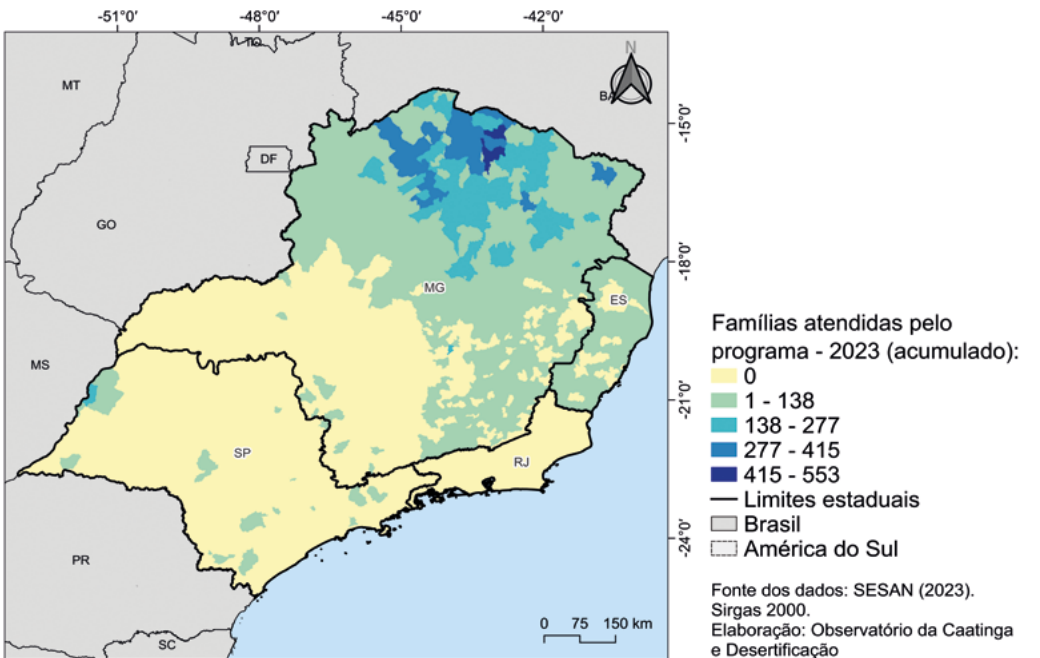 -51°0′ -48°0′ -45°0′ -42°0′
TO
N
MT
BA
-15°0′
DF
GO
-18°0′
MG
ES
MS
-21°0′
SP
RJ
-24°0′
PR
0 75 150 km
SC
Famílias atendidas pelo
programa - 2023 (acumulado):
0
1 - 138
138 - 277
277 - 415
415 - 553
Limites estaduais
Brasil
América do Sul
Fonte dos dados: SESAN (2023).
Sirgas 2000.
Elaboração: Observatório da Caatinga
e Desertificação